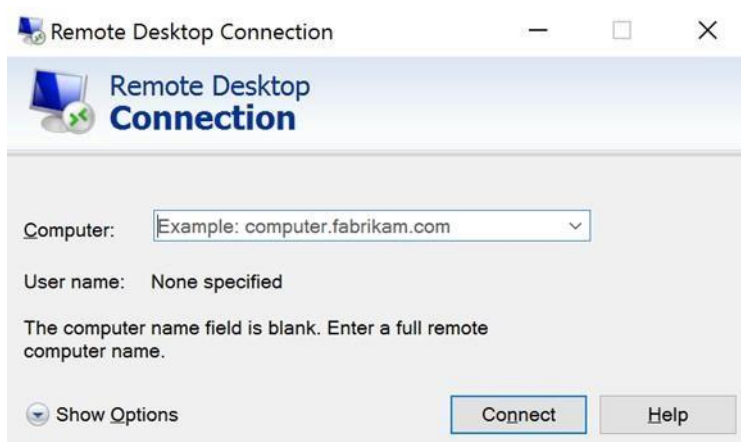 Remote Desktop Connection
Remote Desktop
Connection
Computer: Example: computer.fabrikam.com
User name: None specified
The computer name field is blank. Enter a full remote
computer name.
Show Options Connect Help